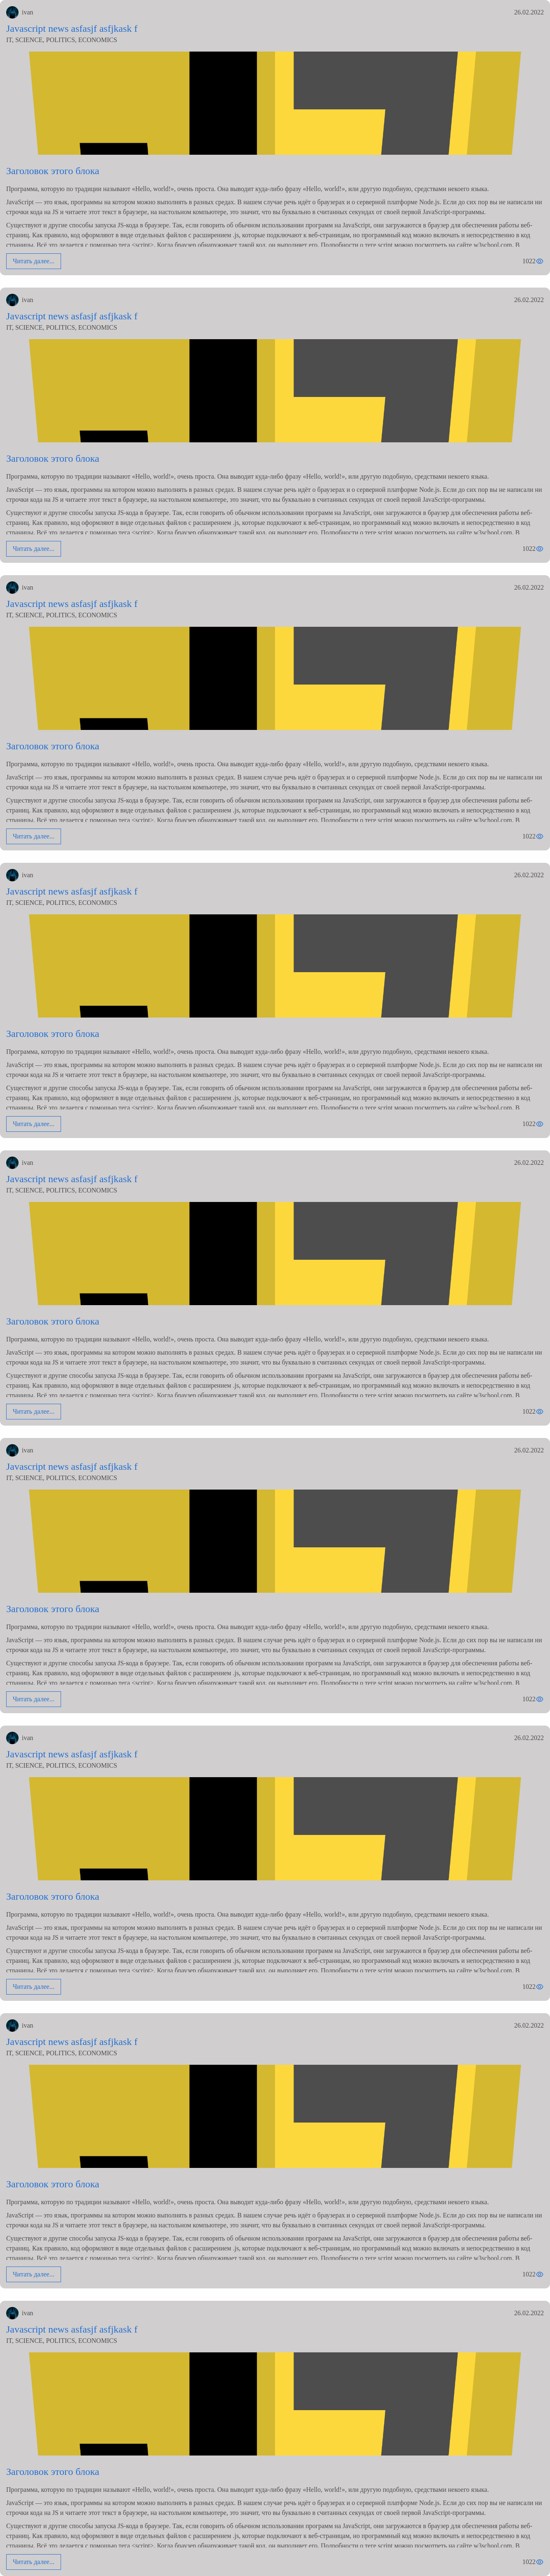 ivan 26.02.2022
Javascript news asfasjf asfjkask f
IT, SCIENCE, POLITICS, ECONOMICS
Заголовок этого блока
Программа, которую по традиции называют «Hello, world!», очень проста. Она выводит куда-либо фразу «Hello, world!», или другую подобную, средствами некоего языка.
JavaScript — это язык, программы на котором можно выполнять в разных средах. В нашем случае речь идёт о браузерах и о серверной платформе Node.js. Если до сих пор вы не написали ни
строчки кода на JS и читаете этот текст в браузере, на настольном компьютере, это значит, что вы буквально в считанных секундах от своей первой JavaScript-программы.
Существуют и другие способы запуска JS-кода в браузере. Так, если говорить об обычном использовании программ на JavaScript, они загружаются в браузер для обеспечения работы веб-
страниц. Как правило, код оформляют в виде отдельных файлов с расширением .js, которые подключают к веб-страницам, но программный код можно включать и непосредственно в код
страницы. Всё это делается с помощью тега <script>. Когда браузер обнаруживает такой код, он выполняет его. Подробности о теге script можно посмотреть на сайте w3school.com. В
Читать далее... 1022
ivan 26.02.2022
Javascript news asfasjf asfjkask f
IT, SCIENCE, POLITICS, ECONOMICS
Заголовок этого блока
Программа, которую по традиции называют «Hello, world!», очень проста. Она выводит куда-либо фразу «Hello, world!», или другую подобную, средствами некоего языка.
JavaScript — это язык, программы на котором можно выполнять в разных средах. В нашем случае речь идёт о браузерах и о серверной платформе Node.js. Если до сих пор вы не написали ни
строчки кода на JS и читаете этот текст в браузере, на настольном компьютере, это значит, что вы буквально в считанных секундах от своей первой JavaScript-программы.
Существуют и другие способы запуска JS-кода в браузере. Так, если говорить об обычном использовании программ на JavaScript, они загружаются в браузер для обеспечения работы веб-
страниц. Как правило, код оформляют в виде отдельных файлов с расширением .js, которые подключают к веб-страницам, но программный код можно включать и непосредственно в код
страницы. Всё это делается с помощью тега <script>. Когда браузер обнаруживает такой код, он выполняет его. Подробности о теге script можно посмотреть на сайте w3school.com. В
Читать далее... 1022
ivan 26.02.2022
Javascript news asfasjf asfjkask f
IT, SCIENCE, POLITICS, ECONOMICS
Заголовок этого блока
Программа, которую по традиции называют «Hello, world!», очень проста. Она выводит куда-либо фразу «Hello, world!», или другую подобную, средствами некоего языка.
JavaScript — это язык, программы на котором можно выполнять в разных средах. В нашем случае речь идёт о браузерах и о серверной платформе Node.js. Если до сих пор вы не написали ни
строчки кода на JS и читаете этот текст в браузере, на настольном компьютере, это значит, что вы буквально в считанных секундах от своей первой JavaScript-программы.
Существуют и другие способы запуска JS-кода в браузере. Так, если говорить об обычном использовании программ на JavaScript, они загружаются в браузер для обеспечения работы веб-
страниц. Как правило, код оформляют в виде отдельных файлов с расширением .js, которые подключают к веб-страницам, но программный код можно включать и непосредственно в код
страницы. Всё это делается с помощью тега <script>. Когда браузер обнаруживает такой код, он выполняет его. Подробности о теге script можно посмотреть на сайте w3school.com. В
Читать далее... 1022
ivan 26.02.2022
Javascript news asfasjf asfjkask f
IT, SCIENCE, POLITICS, ECONOMICS
Заголовок этого блока
Программа, которую по традиции называют «Hello, world!», очень проста. Она выводит куда-либо фразу «Hello, world!», или другую подобную, средствами некоего языка.
JavaScript — это язык, программы на котором можно выполнять в разных средах. В нашем случае речь идёт о браузерах и о серверной платформе Node.js. Если до сих пор вы не написали ни
строчки кода на JS и читаете этот текст в браузере, на настольном компьютере, это значит, что вы буквально в считанных секундах от своей первой JavaScript-программы.
Существуют и другие способы запуска JS-кода в браузере. Так, если говорить об обычном использовании программ на JavaScript, они загружаются в браузер для обеспечения работы веб-
страниц. Как правило, код оформляют в виде отдельных файлов с расширением .js, которые подключают к веб-страницам, но программный код можно включать и непосредственно в код
страницы. Всё это делается с помощью тега <script>. Когда браузер обнаруживает такой код, он выполняет его. Подробности о теге script можно посмотреть на сайте w3school.com. В
Читать далее... 1022
ivan 26.02.2022
Javascript news asfasjf asfjkask f
IT, SCIENCE, POLITICS, ECONOMICS
Заголовок этого блока
Программа, которую по традиции называют «Hello, world!», очень проста. Она выводит куда-либо фразу «Hello, world!», или другую подобную, средствами некоего языка.
JavaScript — это язык, программы на котором можно выполнять в разных средах. В нашем случае речь идёт о браузерах и о серверной платформе Node.js. Если до сих пор вы не написали ни
строчки кода на JS и читаете этот текст в браузере, на настольном компьютере, это значит, что вы буквально в считанных секундах от своей первой JavaScript-программы.
Существуют и другие способы запуска JS-кода в браузере. Так, если говорить об обычном использовании программ на JavaScript, они загружаются в браузер для обеспечения работы веб-
страниц. Как правило, код оформляют в виде отдельных файлов с расширением .js, которые подключают к веб-страницам, но программный код можно включать и непосредственно в код
страницы. Всё это делается с помощью тега <script>. Когда браузер обнаруживает такой код, он выполняет его. Подробности о теге script можно посмотреть на сайте w3school.com. В
Читать далее... 1022
ivan 26.02.2022
Javascript news asfasjf asfjkask f
IT, SCIENCE, POLITICS, ECONOMICS
Заголовок этого блока
Программа, которую по традиции называют «Hello, world!», очень проста. Она выводит куда-либо фразу «Hello, world!», или другую подобную, средствами некоего языка.
JavaScript — это язык, программы на котором можно выполнять в разных средах. В нашем случае речь идёт о браузерах и о серверной платформе Node.js. Если до сих пор вы не написали ни
строчки кода на JS и читаете этот текст в браузере, на настольном компьютере, это значит, что вы буквально в считанных секундах от своей первой JavaScript-программы.
Существуют и другие способы запуска JS-кода в браузере. Так, если говорить об обычном использовании программ на JavaScript, они загружаются в браузер для обеспечения работы веб-
страниц. Как правило, код оформляют в виде отдельных файлов с расширением .js, которые подключают к веб-страницам, но программный код можно включать и непосредственно в код
страницы. Всё это делается с помощью тега <script>. Когда браузер обнаруживает такой код, он выполняет его. Подробности о теге script можно посмотреть на сайте w3school.com. В
Читать далее... 1022
ivan 26.02.2022
Javascript news asfasjf asfjkask f
IT, SCIENCE, POLITICS, ECONOMICS
Заголовок этого блока
Программа, которую по традиции называют «Hello, world!», очень проста. Она выводит куда-либо фразу «Hello, world!», или другую подобную, средствами некоего языка.
JavaScript — это язык, программы на котором можно выполнять в разных средах. В нашем случае речь идёт о браузерах и о серверной платформе Node.js. Если до сих пор вы не написали ни
строчки кода на JS и читаете этот текст в браузере, на настольном компьютере, это значит, что вы буквально в считанных секундах от своей первой JavaScript-программы.
Существуют и другие способы запуска JS-кода в браузере. Так, если говорить об обычном использовании программ на JavaScript, они загружаются в браузер для обеспечения работы веб-
страниц. Как правило, код оформляют в виде отдельных файлов с расширением .js, которые подключают к веб-страницам, но программный код можно включать и непосредственно в код
страницы. Всё это делается с помощью тега <script>. Когда браузер обнаруживает такой код, он выполняет его. Подробности о теге script можно посмотреть на сайте w3school.com. В
Читать далее... 1022
ivan 26.02.2022
Javascript news asfasjf asfjkask f
IT, SCIENCE, POLITICS, ECONOMICS
Заголовок этого блока
Программа, которую по традиции называют «Hello, world!», очень проста. Она выводит куда-либо фразу «Hello, world!», или другую подобную, средствами некоего языка.
JavaScript — это язык, программы на котором можно выполнять в разных средах. В нашем случае речь идёт о браузерах и о серверной платформе Node.js. Если до сих пор вы не написали ни
строчки кода на JS и читаете этот текст в браузере, на настольном компьютере, это значит, что вы буквально в считанных секундах от своей первой JavaScript-программы.
Существуют и другие способы запуска JS-кода в браузере. Так, если говорить об обычном использовании программ на JavaScript, они загружаются в браузер для обеспечения работы веб-
страниц. Как правило, код оформляют в виде отдельных файлов с расширением .js, которые подключают к веб-страницам, но программный код можно включать и непосредственно в код
страницы. Всё это делается с помощью тега <script>. Когда браузер обнаруживает такой код, он выполняет его. Подробности о теге script можно посмотреть на сайте w3school.com. В
Читать далее... 1022
ivan 26.02.2022
Javascript news asfasjf asfjkask f
IT, SCIENCE, POLITICS, ECONOMICS
Заголовок этого блока
Программа, которую по традиции называют «Hello, world!», очень проста. Она выводит куда-либо фразу «Hello, world!», или другую подобную, средствами некоего языка.
JavaScript — это язык, программы на котором можно выполнять в разных средах. В нашем случае речь идёт о браузерах и о серверной платформе Node.js. Если до сих пор вы не написали ни
строчки кода на JS и читаете этот текст в браузере, на настольном компьютере, это значит, что вы буквально в считанных секундах от своей первой JavaScript-программы.
Существуют и другие способы запуска JS-кода в браузере. Так, если говорить об обычном использовании программ на JavaScript, они загружаются в браузер для обеспечения работы веб-
страниц. Как правило, код оформляют в виде отдельных файлов с расширением .js, которые подключают к веб-страницам, но программный код можно включать и непосредственно в код
страницы. Всё это делается с помощью тега <script>. Когда браузер обнаруживает такой код, он выполняет его. Подробности о теге script можно посмотреть на сайте w3school.com. В
Читать далее... 1022